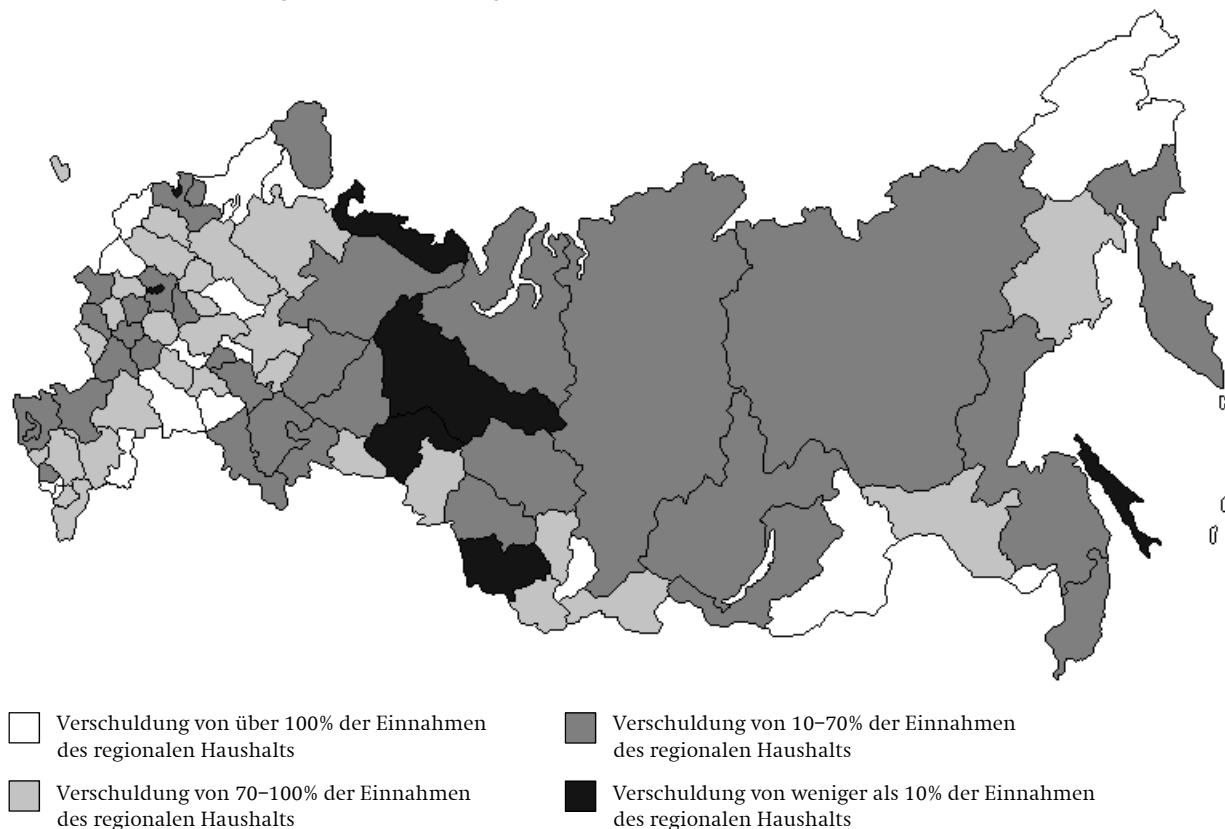 Verschuldung von über 100% der Einnahmen
des regionalen Haushalts
Verschuldung von 10–70% der Einnahmen
des regionalen Haushalts
Verschuldung von 70–100% der Einnahmen
des regionalen Haushalts
Verschuldung von weniger als 10% der Einnahmen
des regionalen Haushalts